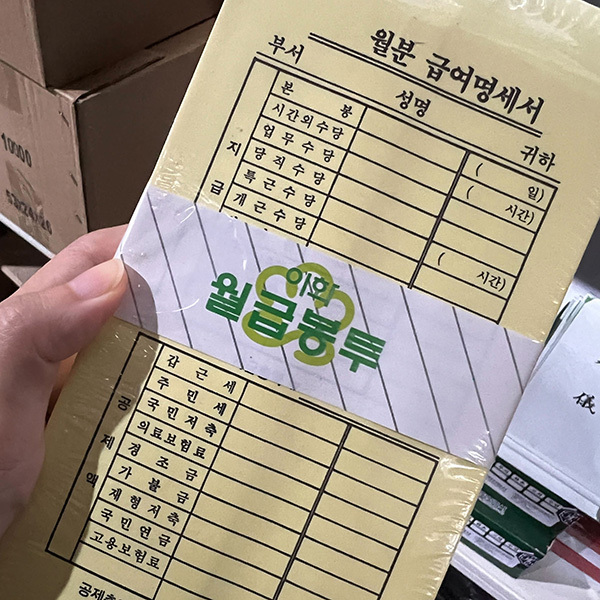 월분 급여명세서
부서 성명 귀하
지급
본봉
시간외수당 ( 일)
업무수당 ( 시간)
당직수당
특근수당 ( 시간)
개근수당
이화
월급봉투
공제액
갑근세
주민세
국민저축
의료보험료
경조금
가불금
재형저축
국민연금
고용보험료
공제
10000
儀